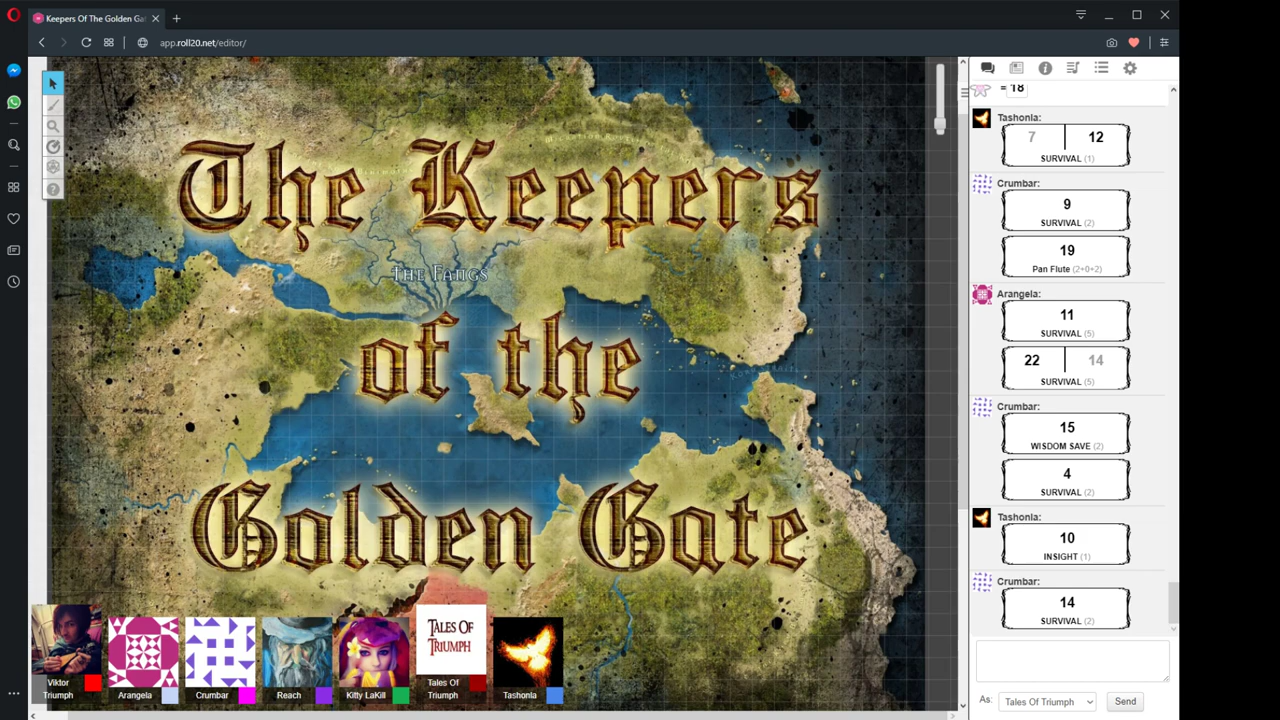 Keepers Of The Golden Ga
app.roll20.net/editor/
The Keepers
The Fangs
of the
Golden Gate
Viktor
Triumph
Arangela
Crumbar
Reach
Kitty LaKill
TALES OF
TRIUMPH
Tales Of
Triumph
Tashonia
= 18
Tashonia:
7 12
SURVIVAL (1)
Crumbar:
9
SURVIVAL (2)
19
Pan Flute (2+0+2)
Arangela:
11
SURVIVAL (5)
22 14
SURVIVAL (5)
Crumbar:
15
WISDOM SAVE (2)
4
SURVIVAL (2)
Tashonia:
10
INSIGHT (1)
Crumbar:
14
SURVIVAL (2)
As: Tales Of Triumph Send